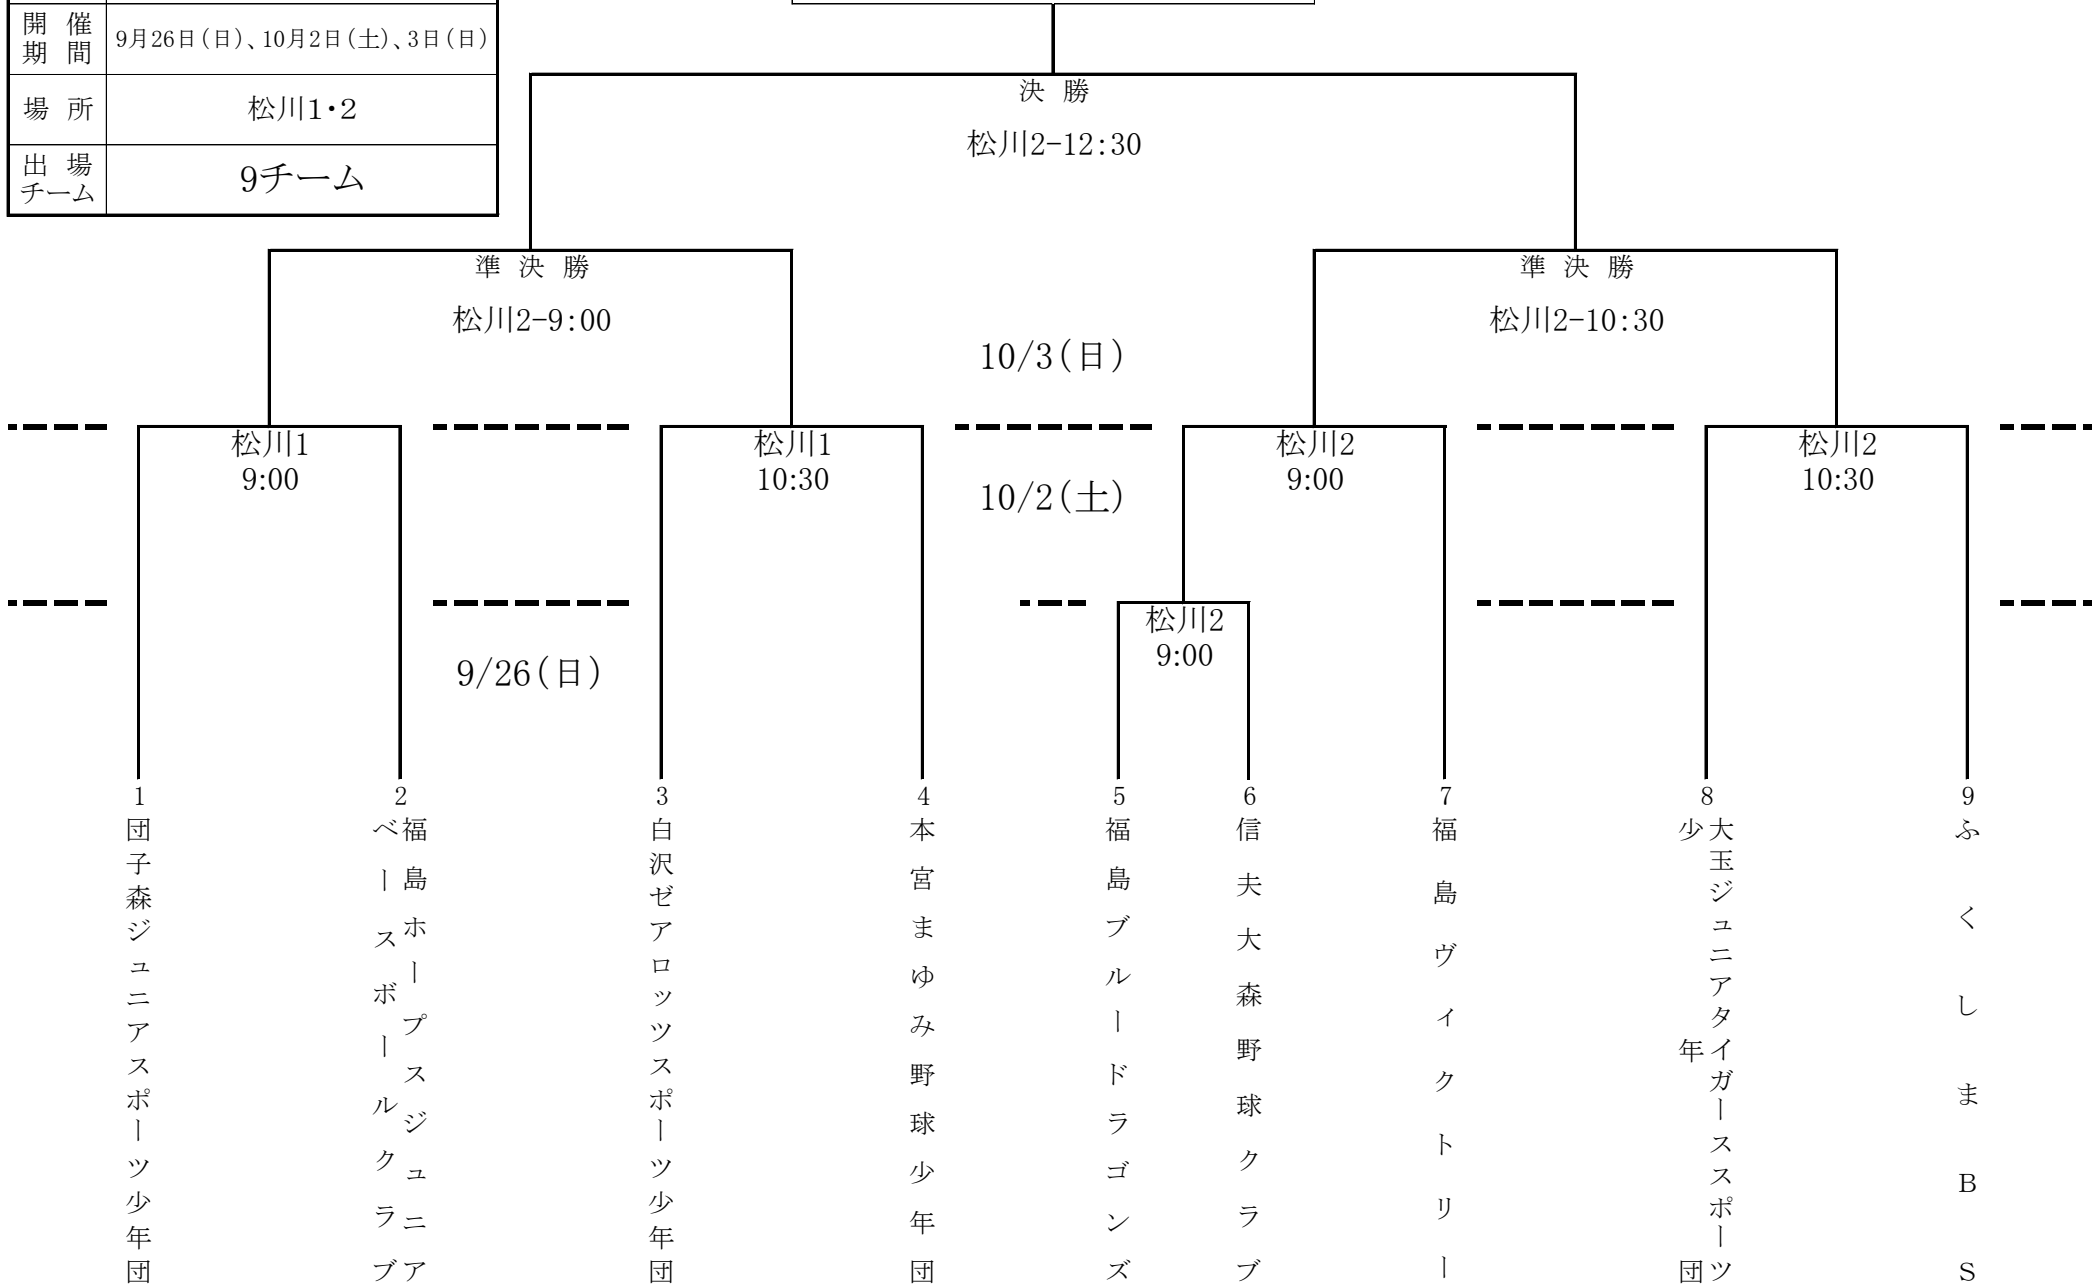 開催期間
9月26日(日)、10月2日(土)、3日(日)
場所
松川1・2
出場チーム
9チーム
決勝
松川2-12:30
準決勝
松川2-9:00
準決勝
松川2-10:30
10/3(日)
松川1
9:00
松川1
10:30
松川2
9:00
松川2
10:30
10/2(土)
松川2
9:00
9/26(日)
1
団子森ジュニアスポーツ少年団
2
福島ホープスジュニア
ベースボールクラブ
3
白沢ゼアロッツスポーツ少年団
4
本宮まゆみ野球少年団
5
福島ブルードラゴンズ
6
信夫大森野球クラブ
7
福島ヴィクトリー
8
大玉ジュニアタイガーススポーツ
少年団
9
ふくしまBS